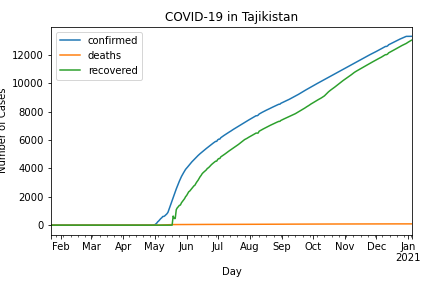 COVID-19 in Tajikistan
confirmed
deaths
recovered
Number of Cases
12000
10000
8000
6000
4000
2000
0
Feb Mar Apr May Jun Jul Aug Sep Oct Nov Dec Jan
2021
Day